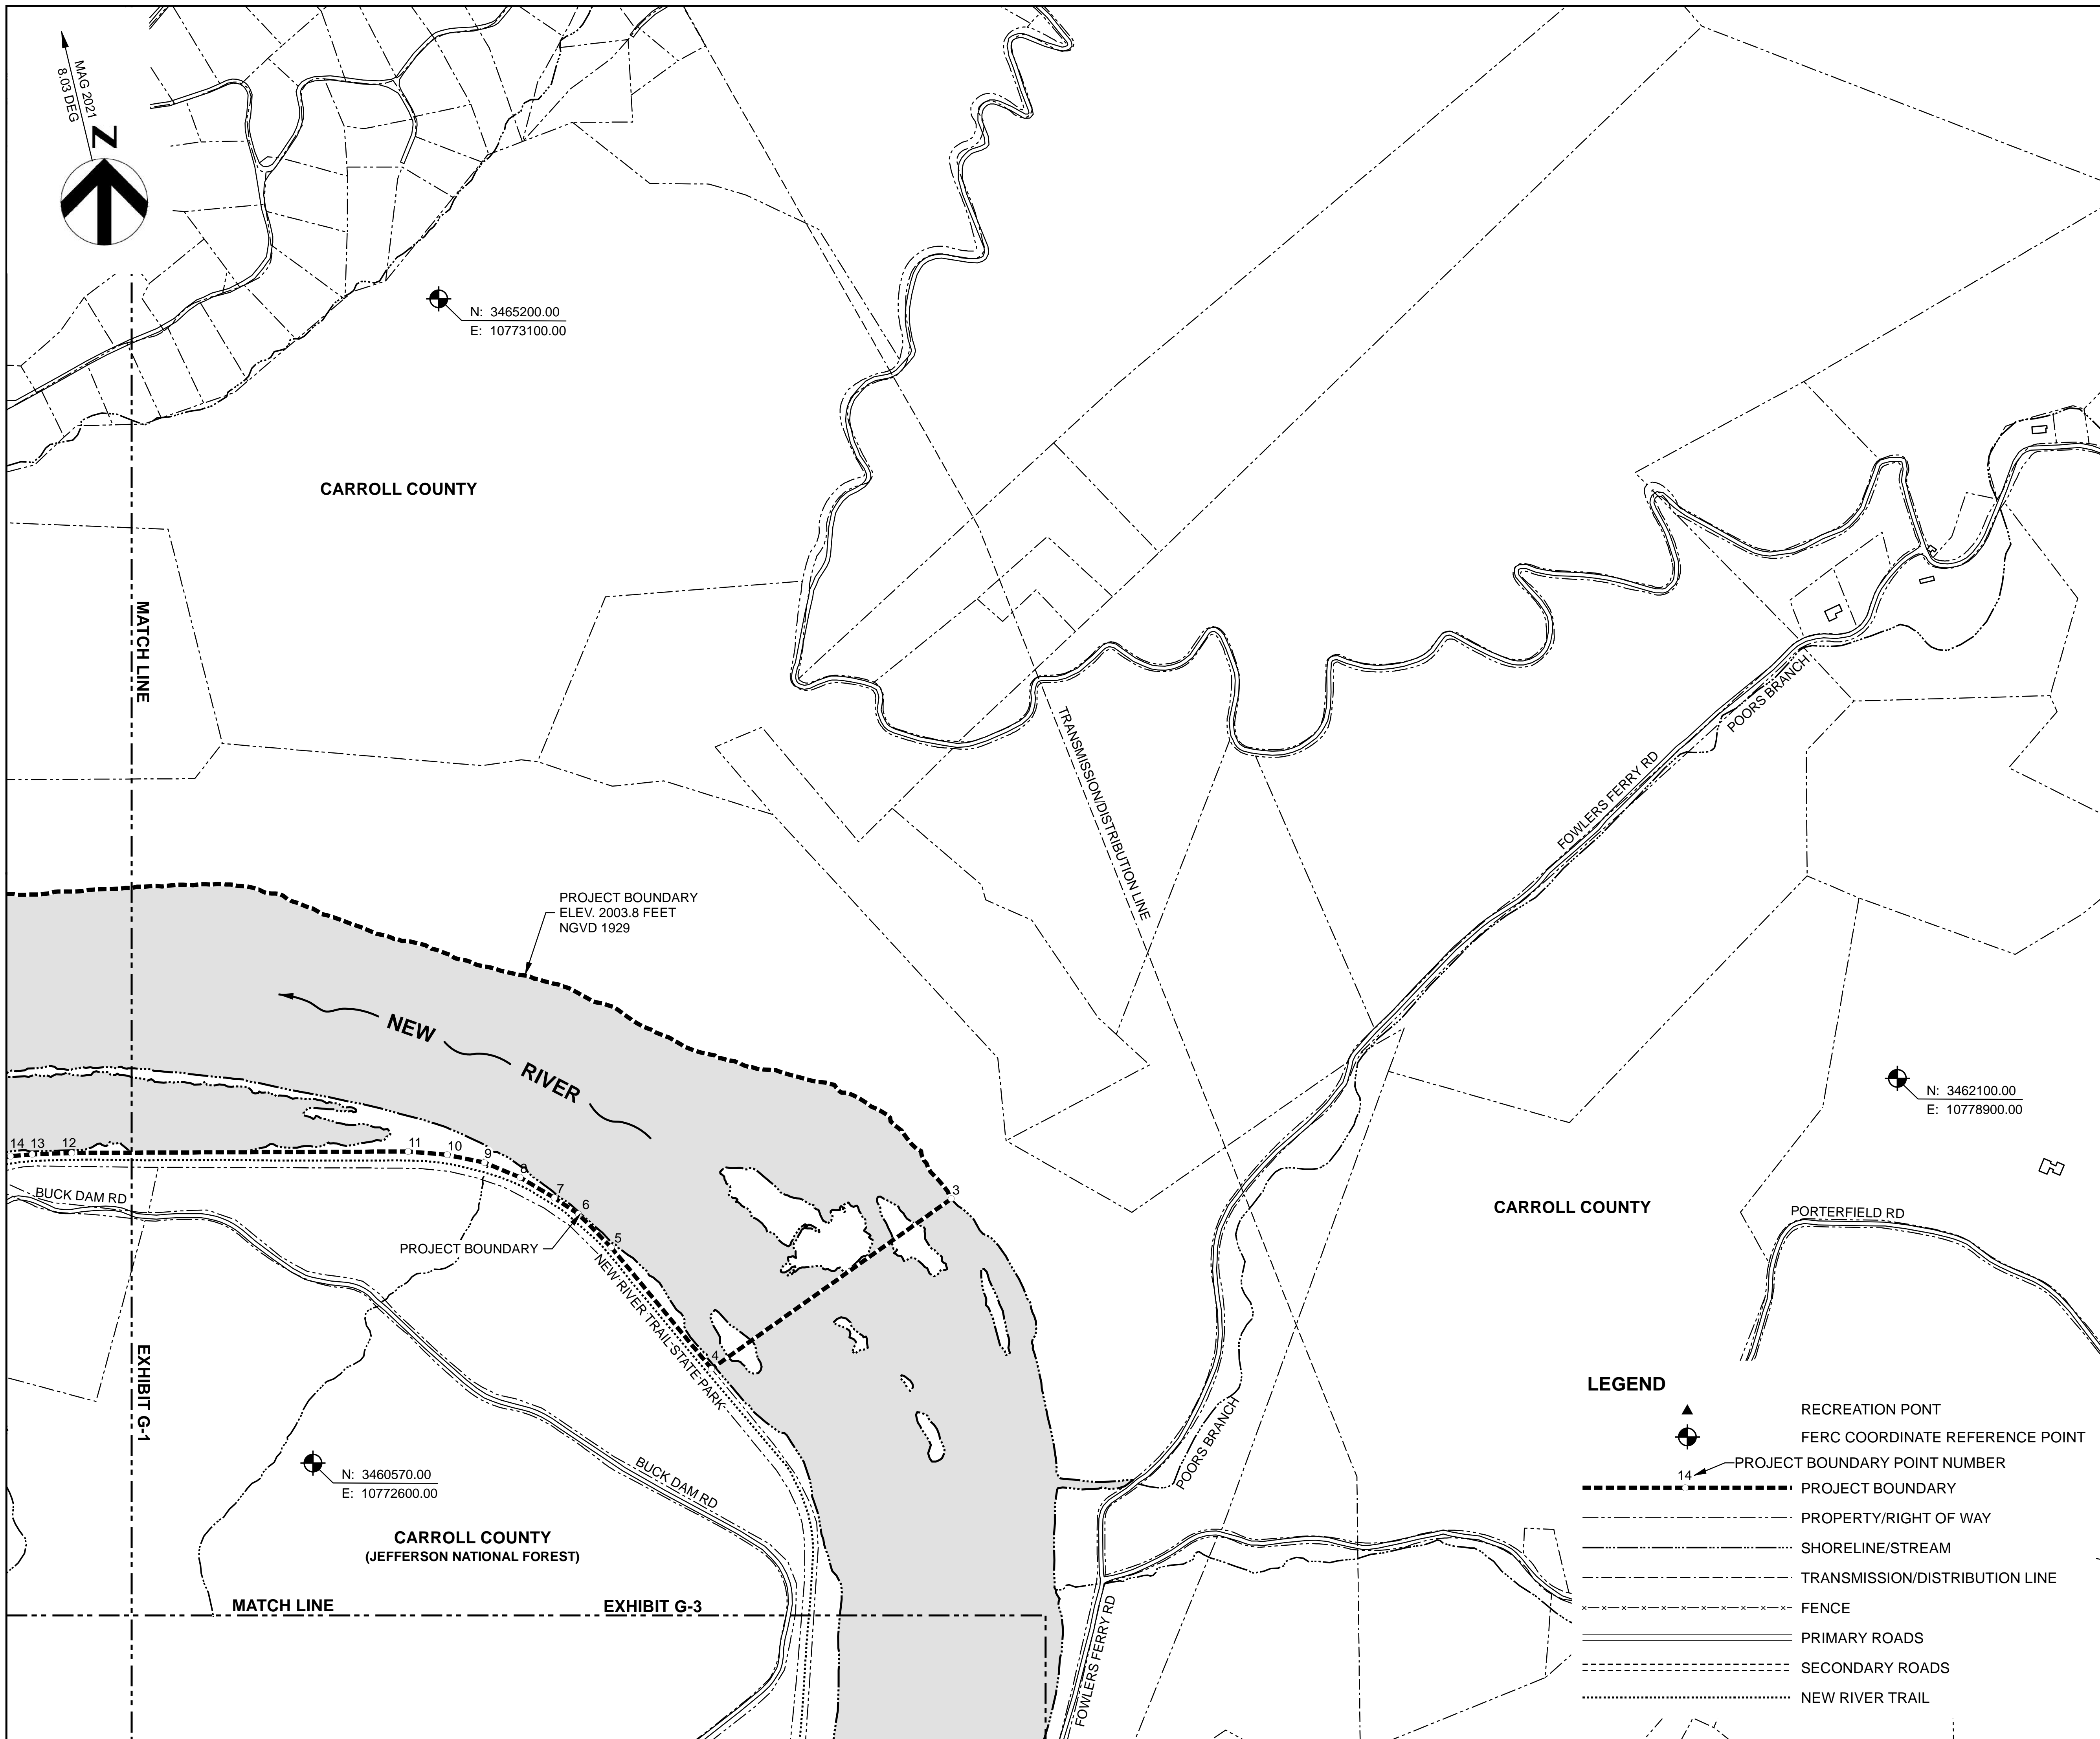 MAG 2021
8.03 DEG
N
N: 3465200.00
E: 10773100.00
CARROLL COUNTY
MATCH LINE
TRANSMISSION/DISTRIBUTION LINE
POORS BRANCH
FOWLERS FERRY RD
PROJECT BOUNDARY
ELEV. 2003.8 FEET
NGVD 1929
NEW
RIVER
N: 3462100.00
E: 10778900.00
14
13
12
11
10
9
8
7
6
5
4
3
BUCK DAM RD
PROJECT BOUNDARY
NEW RIVER TRAIL STATE PARK
CARROLL COUNTY
PORTERFIELD RD
EXHIBIT G-1
N: 3460570.00
E: 10772600.00
BUCK DAM RD
POORS BRANCH
CARROLL COUNTY
(JEFFERSON NATIONAL FOREST)
MATCH LINE
EXHIBIT G-3
FOWLERS FERRY RD
LEGEND
RECREATION PONT
FERC COORDINATE REFERENCE POINT
14 PROJECT BOUNDARY POINT NUMBER
PROJECT BOUNDARY
PROPERTY/RIGHT OF WAY
SHORELINE/STREAM
TRANSMISSION/DISTRIBUTION LINE
FENCE
PRIMARY ROADS
SECONDARY ROADS
NEW RIVER TRAIL